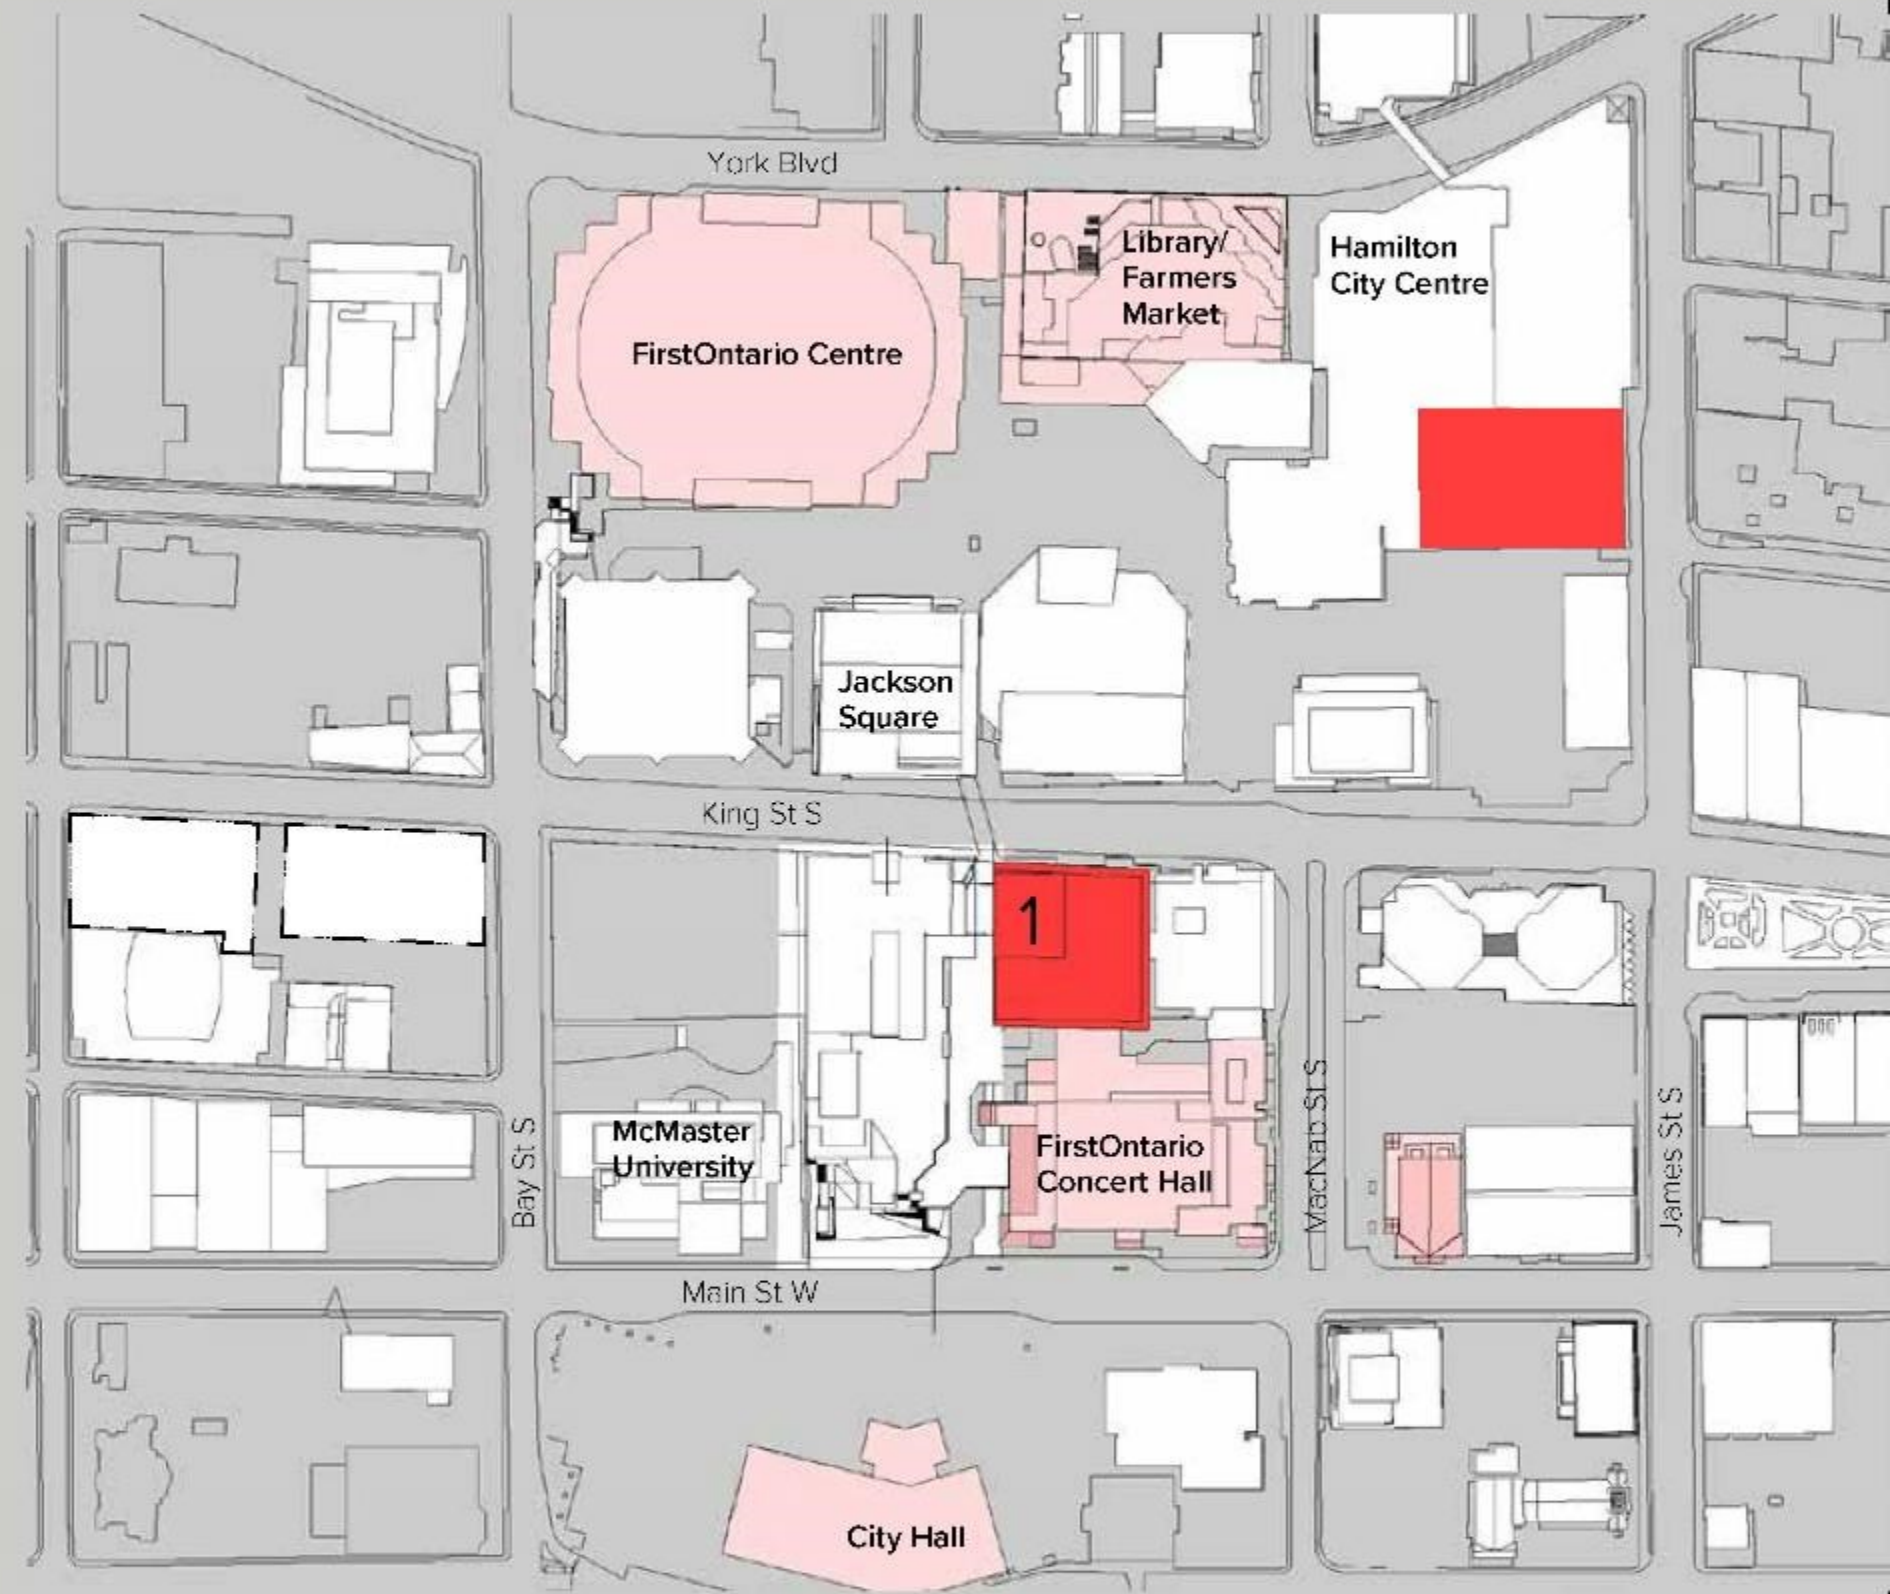 York Blvd
Library/
Farmers
Market
Hamilton
City Centre
FirstOntario Centre
Jackson
Square
King St S
1
McMaster
University
FirstOntario
Concert Hall
Bay St S
MacNab St S
James St S
Main St W
City Hall